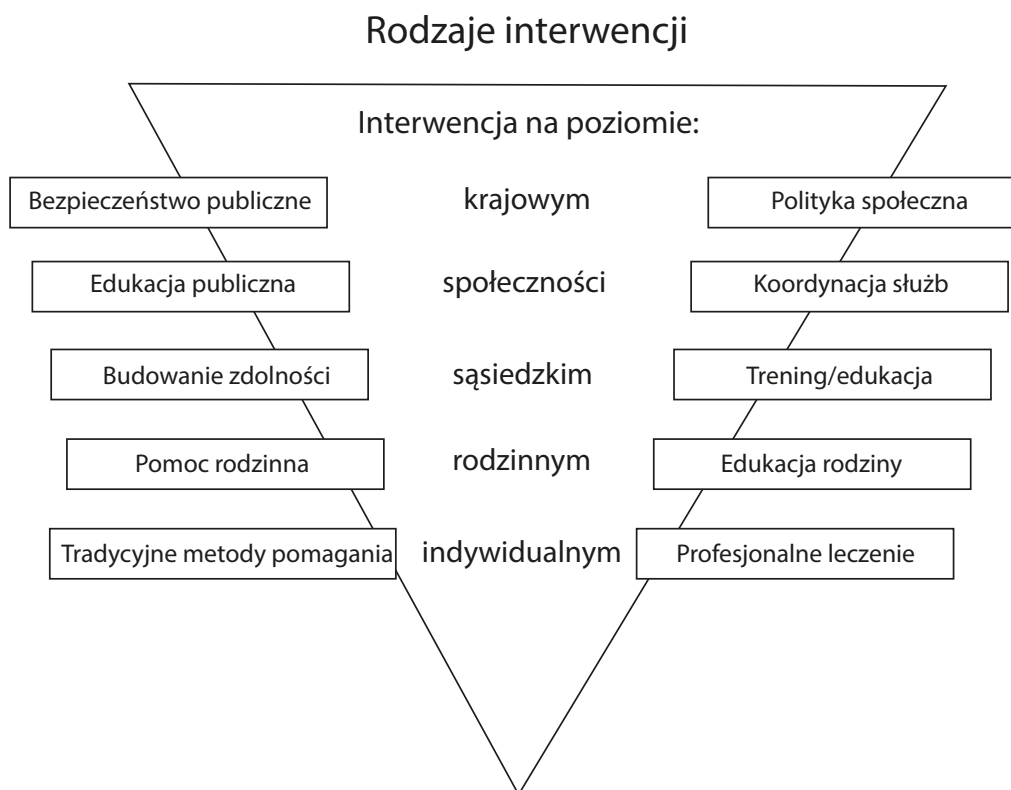 Rodzaje interwencji
Interwencja na poziomie:
Bezpieczeństwo publiczne krajowym Polityka społeczna
Edukacja publiczna społeczności Koordynacja służb
Budowanie zdolności sąsiedzkim Trening/edukacja
Pomoc rodzinna rodzinnym Edukacja rodziny
Tradycyjne metody pomagania indywidualnym Profesjonalne leczenie